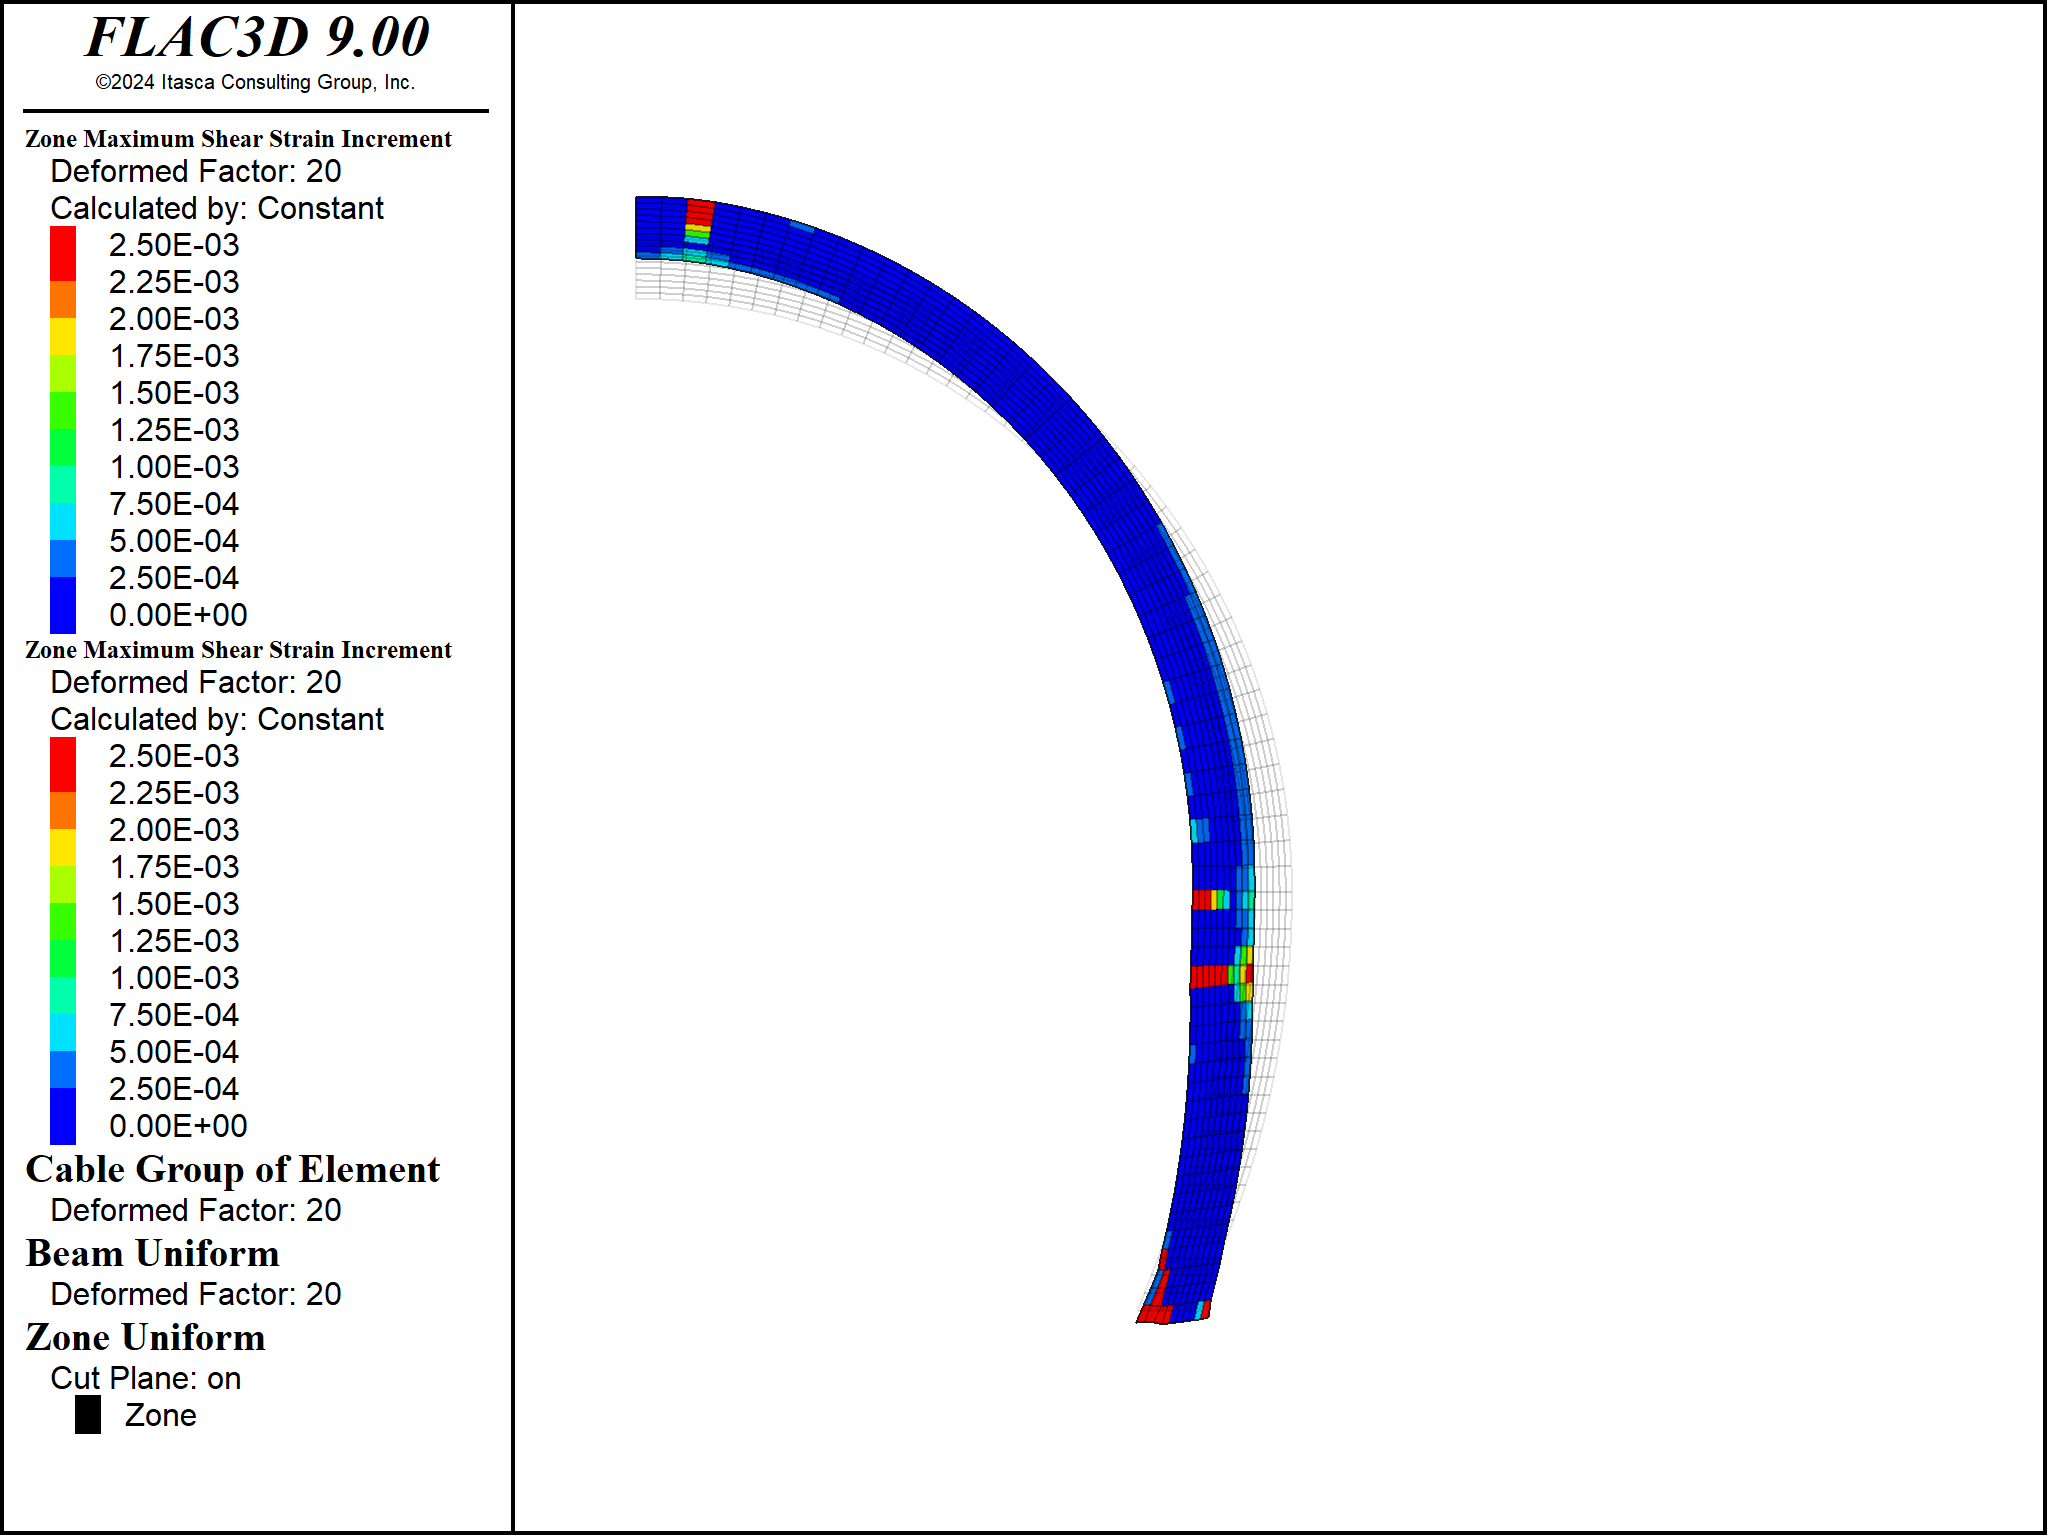 FLAC3D 9.00
©2024 Itasca Consulting Group, Inc.
Zone Maximum Shear Strain Increment
Deformed Factor: 20
Calculated by: Constant
2.50E-03
2.25E-03
2.00E-03
1.75E-03
1.50E-03
1.25E-03
1.00E-03
7.50E-04
5.00E-04
2.50E-04
0.00E+00
Zone Maximum Shear Strain Increment
Deformed Factor: 20
Calculated by: Constant
2.50E-03
2.25E-03
2.00E-03
1.75E-03
1.50E-03
1.25E-03
1.00E-03
7.50E-04
5.00E-04
2.50E-04
0.00E+00
Cable Group of Element
Deformed Factor: 20
Beam Uniform
Deformed Factor: 20
Zone Uniform
Cut Plane: on
Zone